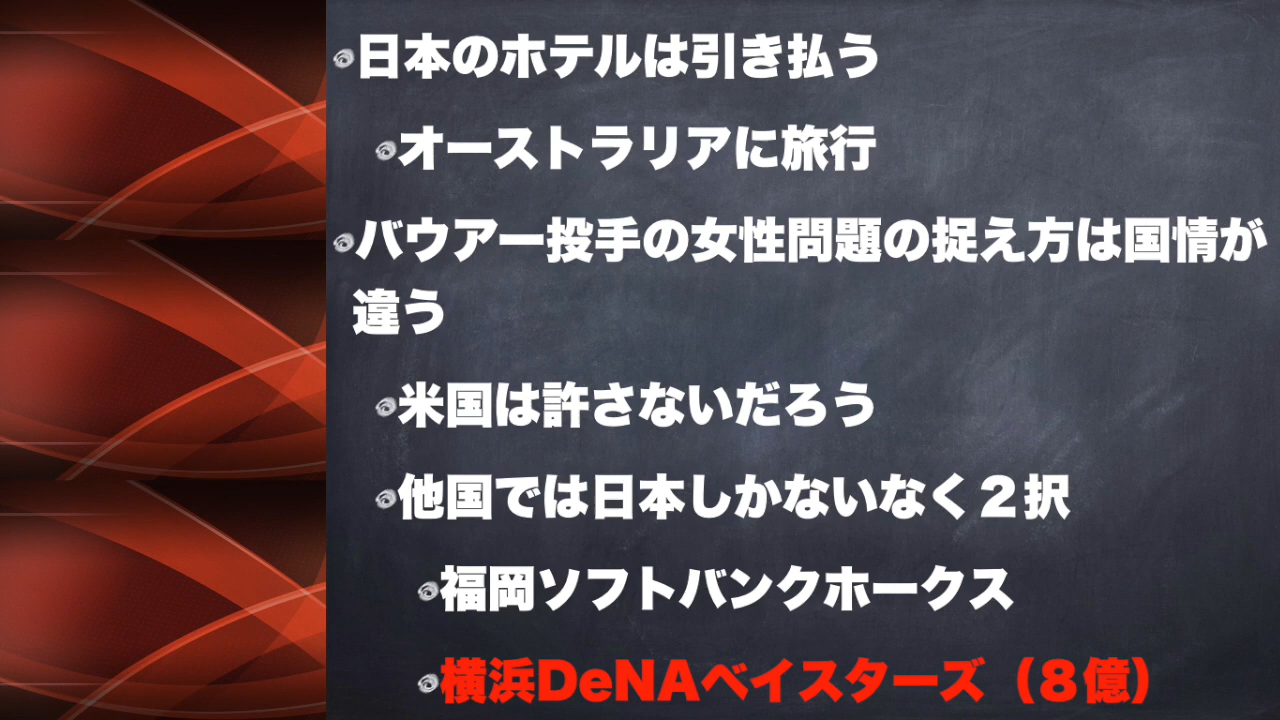 日本のホテルは引き払う
オーストラリアに旅行
バウアー投手の女性問題の捉え方は国情が
違う
米国は許さないだろう
他国では日本しかないなく２択
福岡ソフトバンクホークス
横浜DeNAベイスターズ（８億）